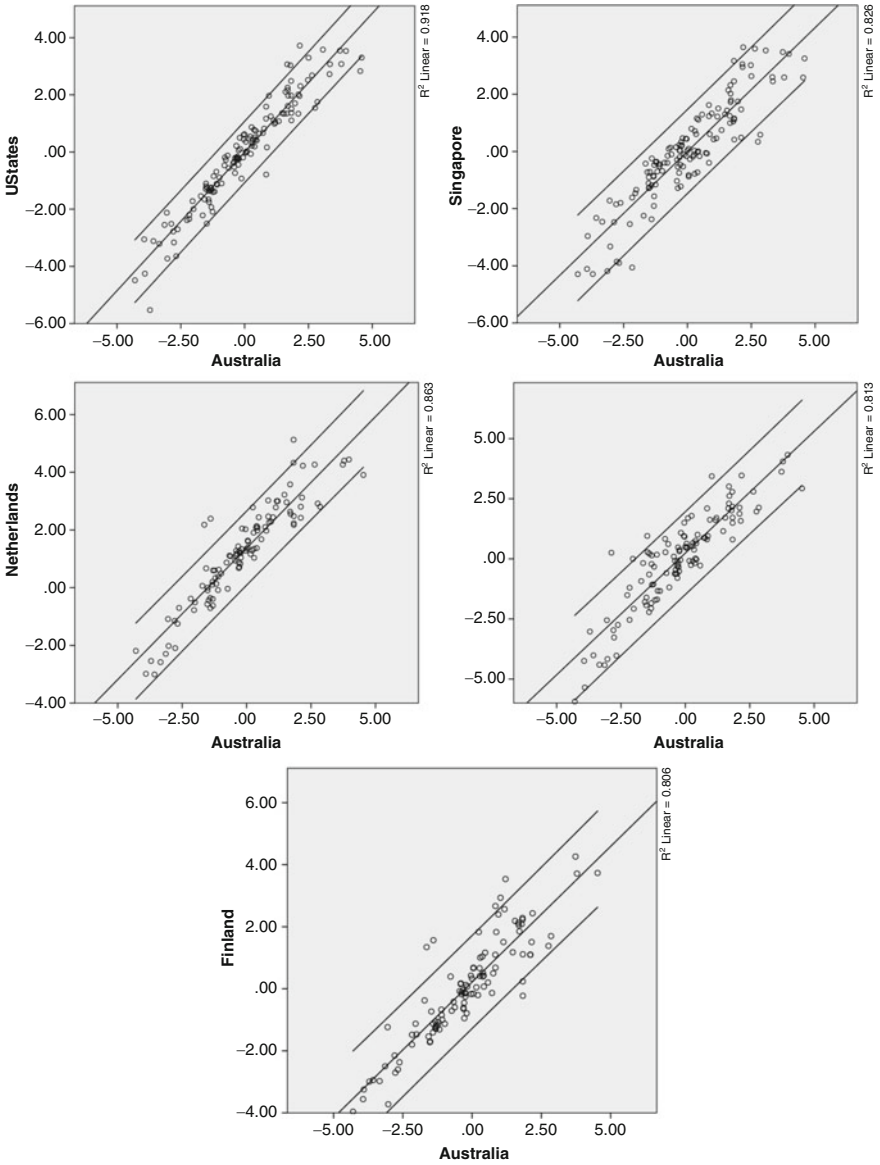 4.00
2.00
.00
−2.00
−4.00
−6.00
UStates
−5.00 −2.50 .00 2.50 5.00
Australia
R² Linear = 0.918
4.00
2.00
.00
−2.00
−4.00
−6.00
Singapore
−5.00 −2.50 .00 2.50 5.00
Australia
R² Linear = 0.826
6.00
4.00
2.00
.00
−2.00
−4.00
Netherlands
−5.00 −2.50 .00 2.50 5.00
Australia
R² Linear = 0.863
5.00
2.50
.00
−2.50
−5.00
−5.00 −2.50 .00 2.50 5.00
Australia
R² Linear = 0.813
6.00
4.00
2.00
.00
−2.00
−4.00
Finland
−5.00 −2.50 .00 2.50 5.00
Australia
R² Linear = 0.806